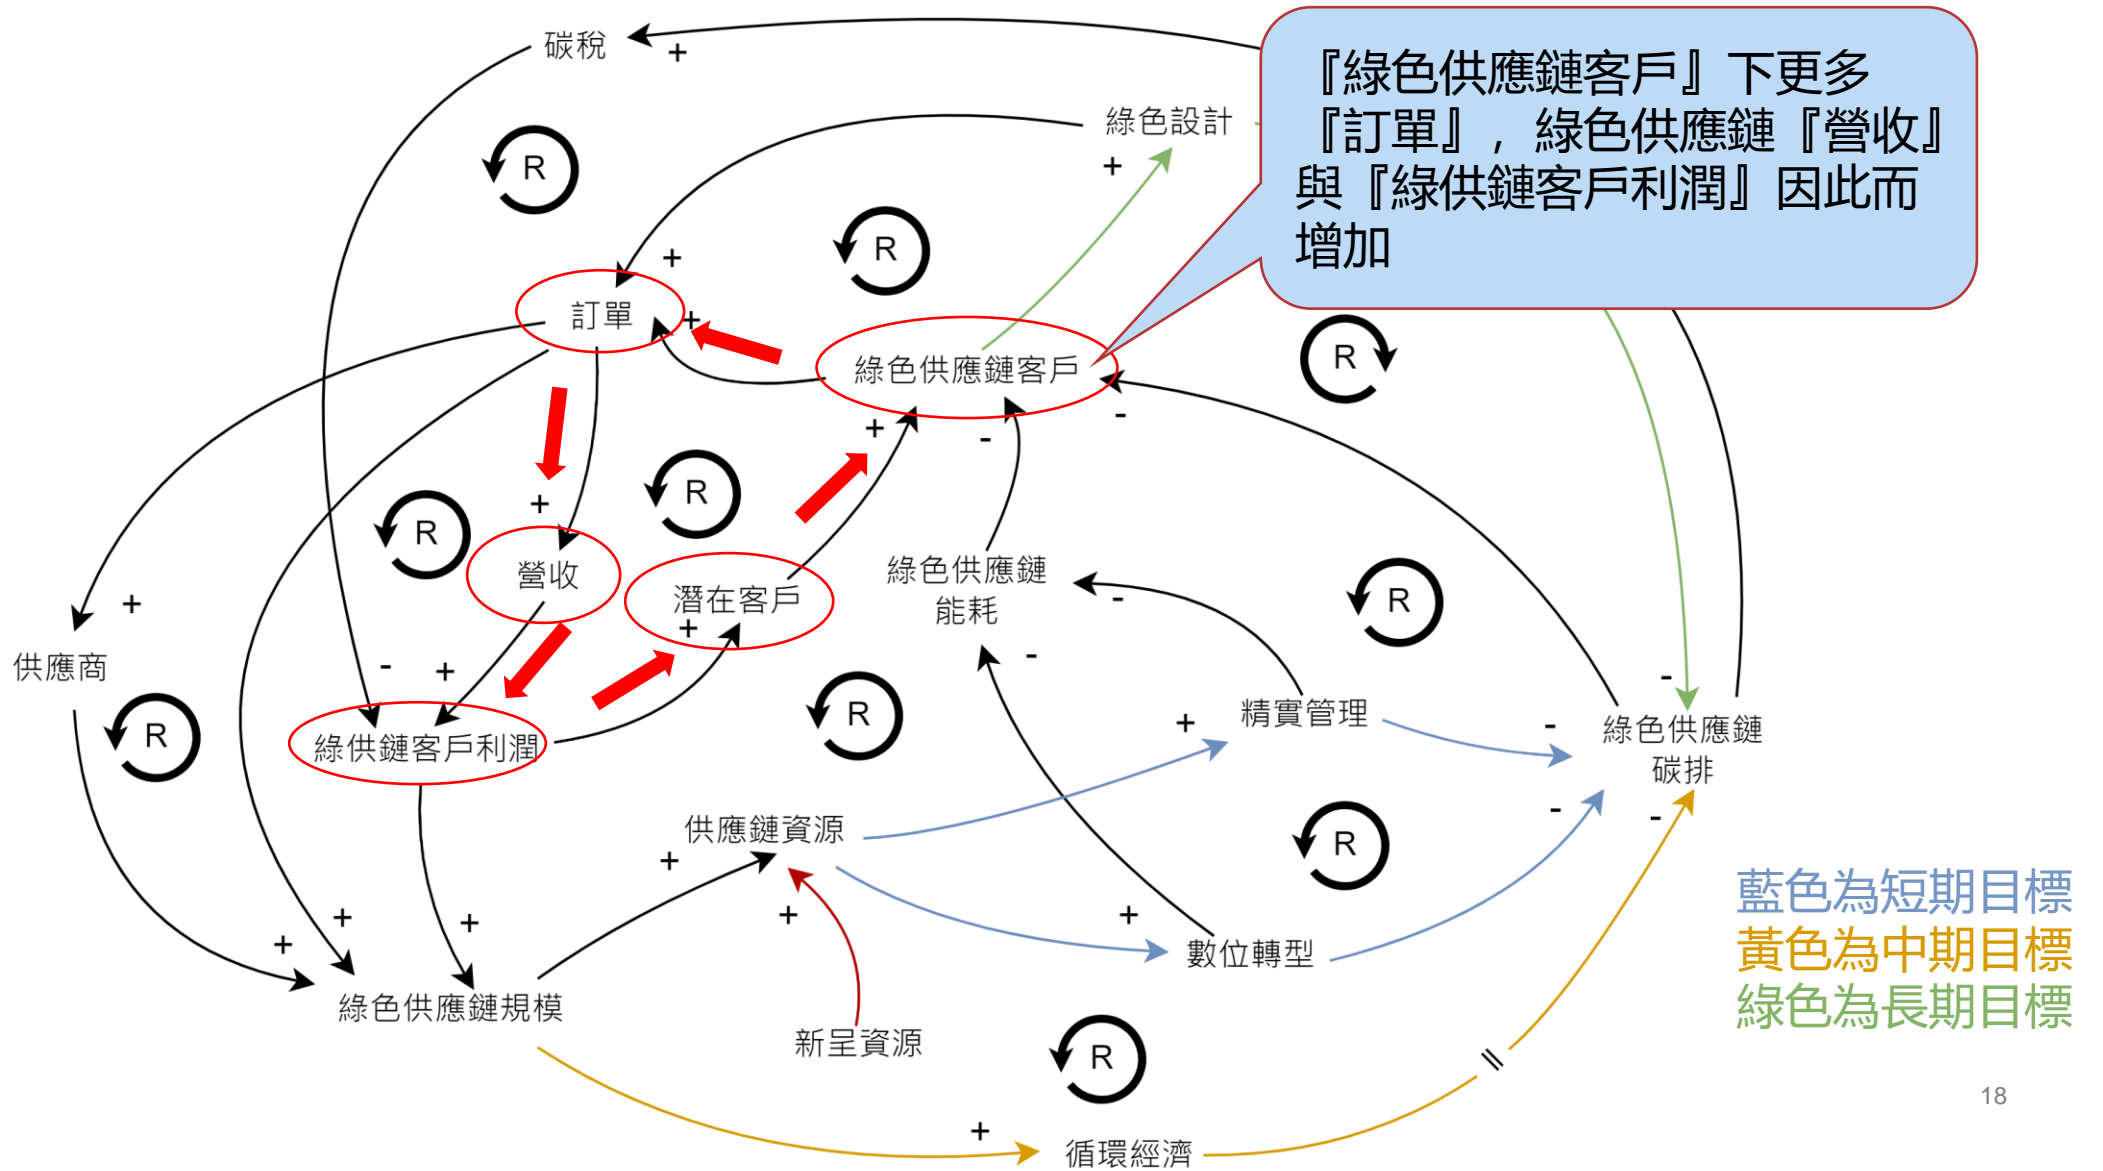 碳稅
+
『綠色供應鏈客戶』下更多
『訂單』，綠色供應鏈『營收』
與『綠供鏈客戶利潤』因此而
增加
綠色設計
+
R
R
+
訂單
+
綠色供應鏈客戶
R
-
+
-
R
R
+
營收
潛在客戶
+
綠色供應鏈
能耗
-
R
+
供應商
-
+
-
R
綠供鏈客戶利潤
R
+
精實管理
-
-
綠色供應鏈
碳排
供應鏈資源
+
+
R
-
-
+
藍色為短期目標
黃色為中期目標
綠色為長期目標
+
+
+
數位轉型
綠色供應鏈規模
新呈資源
R
+
循環經濟
18